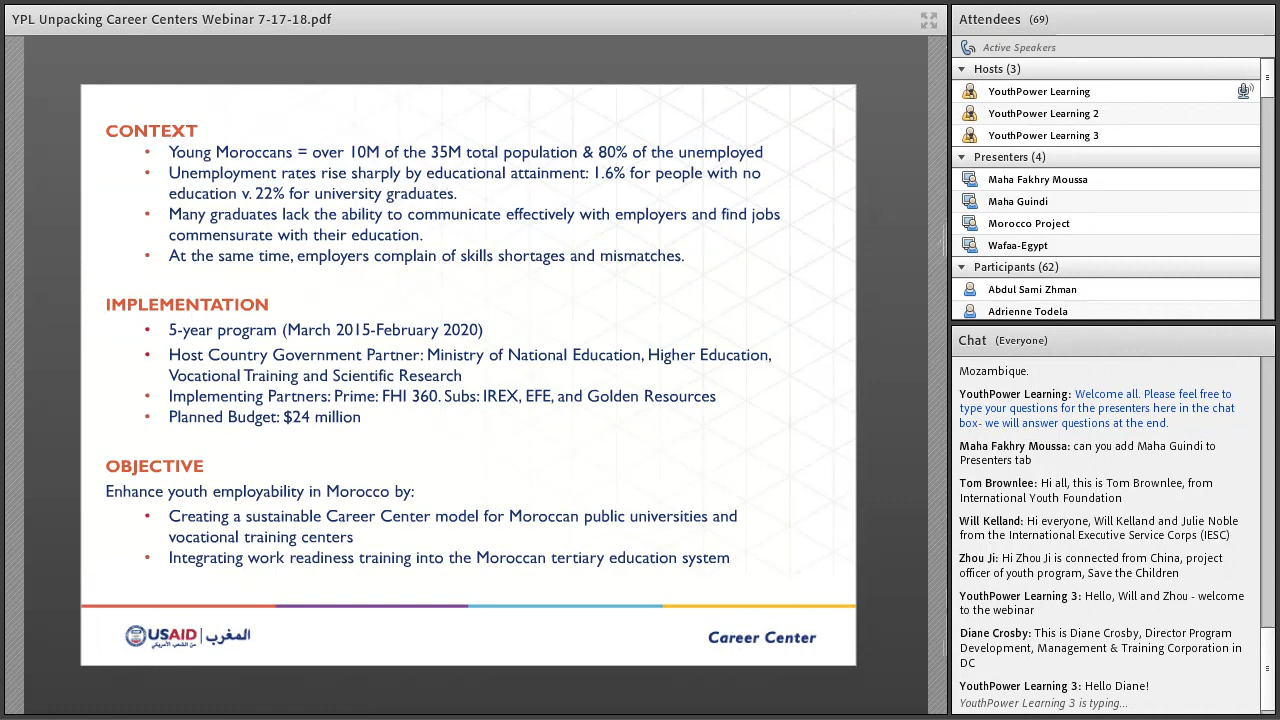 YPL Unpacking Career Centers Webinar 7-17-18.pdf
CONTEXT
• Young Moroccans = over 10M of the 35M total population & 80% of the unemployed
• Unemployment rates rise sharply by educational attainment: 1.6% for people with no
education v. 22% for university graduates.
• Many graduates lack the ability to communicate effectively with employers and find jobs
commensurate with their education.
• At the same time, employers complain of skills shortages and mismatches.
IMPLEMENTATION
• 5-year program (March 2015-February 2020)
• Host Country Government Partner: Ministry of National Education, Higher Education,
Vocational Training and Scientific Research
• Implementing Partners: Prime: FHI 360. Subs: IREX, EFE, and Golden Resources
• Planned Budget: $24 million
OBJECTIVE
Enhance youth employability in Morocco by:
• Creating a sustainable Career Center model for Moroccan public universities and
vocational training centers
• Integrating work readiness training into the Moroccan tertiary education system
USAID | المغرب
من الشعب الأمريكي
Career Center
Attendees (69)
Active Speakers
Hosts (3)
YouthPower Learning
YouthPower Learning 2
YouthPower Learning 3
Presenters (4)
Maha Fakhry Moussa
Maha Guindi
Morocco Project
Wafaa-Egypt
Participants (62)
Abdul Sami Zhman
Adrienne Todela
Chat (Everyone)
Mozambique.
YouthPower Learning: Welcome all. Please feel free to
type your questions for the presenters here in the chat
box- we will answer questions at the end.
Maha Fakhry Moussa: can you add Maha Guindi to
Presenters tab
Tom Brownlee: Hi all, this is Tom Brownlee, from
International Youth Foundation
Will Kelland: Hi everyone, Will Kelland and Julie Noble
from the International Executive Service Corps (IESC)
Zhou Ji: Hi Zhou Ji is connected from China, project
officer of youth program, Save the Children
YouthPower Learning 3: Hello, Will and Zhou - welcome
to the webinar
Diane Crosby: This is Diane Crosby, Director Program
Development, Management & Training Corporation in
DC
YouthPower Learning 3: Hello Diane!
YouthPower Learning 3 is typing...